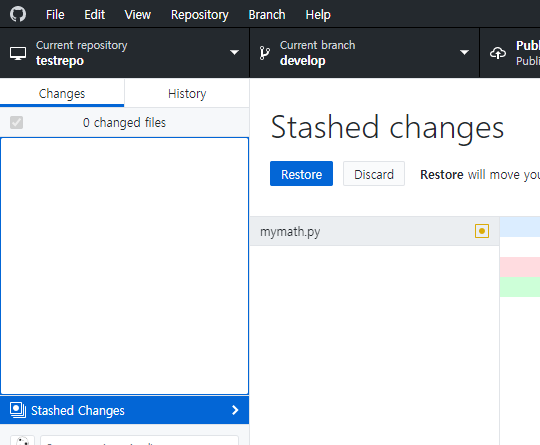 File Edit View Repository Branch Help
Current repository
testrepo
Current branch
develop
Publ
Publi
Changes History
0 changed files
Stashed changes
Restore Discard Restore will move you
mymath.py
Stashed Changes